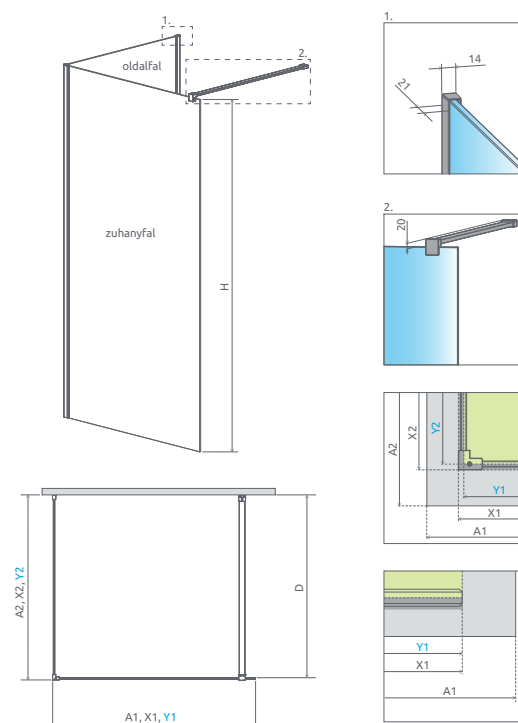 1.
oldalfal
2.
zuhanyfal
H
A2, X2, Y2
D
A1, X1, Y1
1.
14
21
2.
20
A2
X2
Y2
Y1
X1
A1
Y1
X1
A1